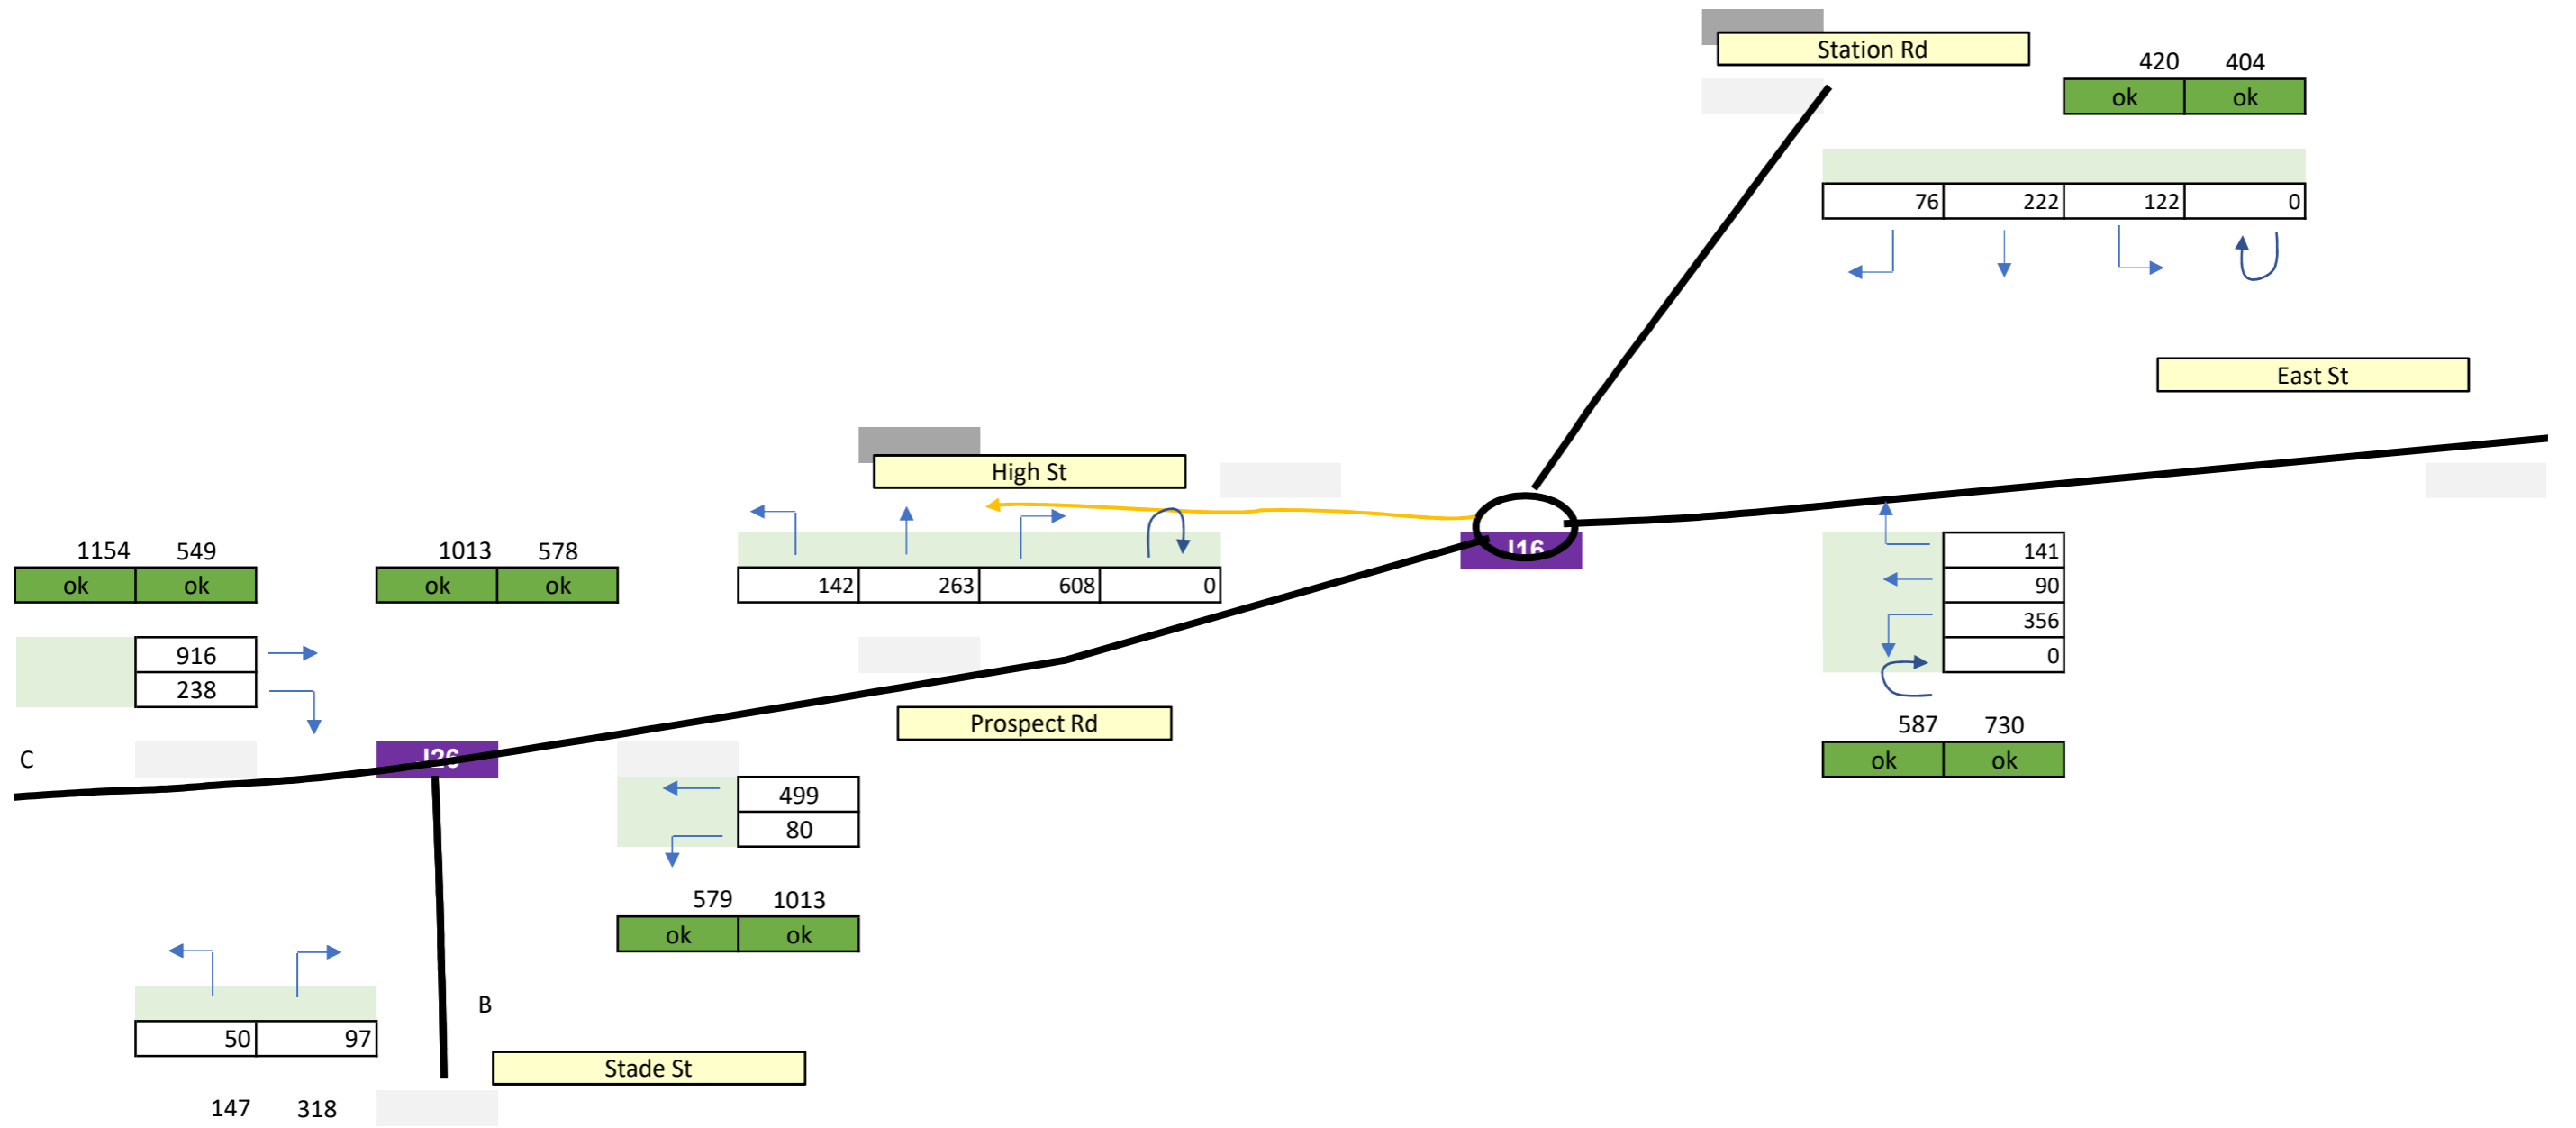 Station Rd
420 404
ok ok
76 222 122 0
East St
High St
1154 549
ok ok
1013 578
ok ok
142 263 608 0
J16
141
90
356
0
916
238
Prospect Rd
587 730
ok ok
C
J26
499
80
579 1013
ok ok
B
50 97
Stade St
147 318